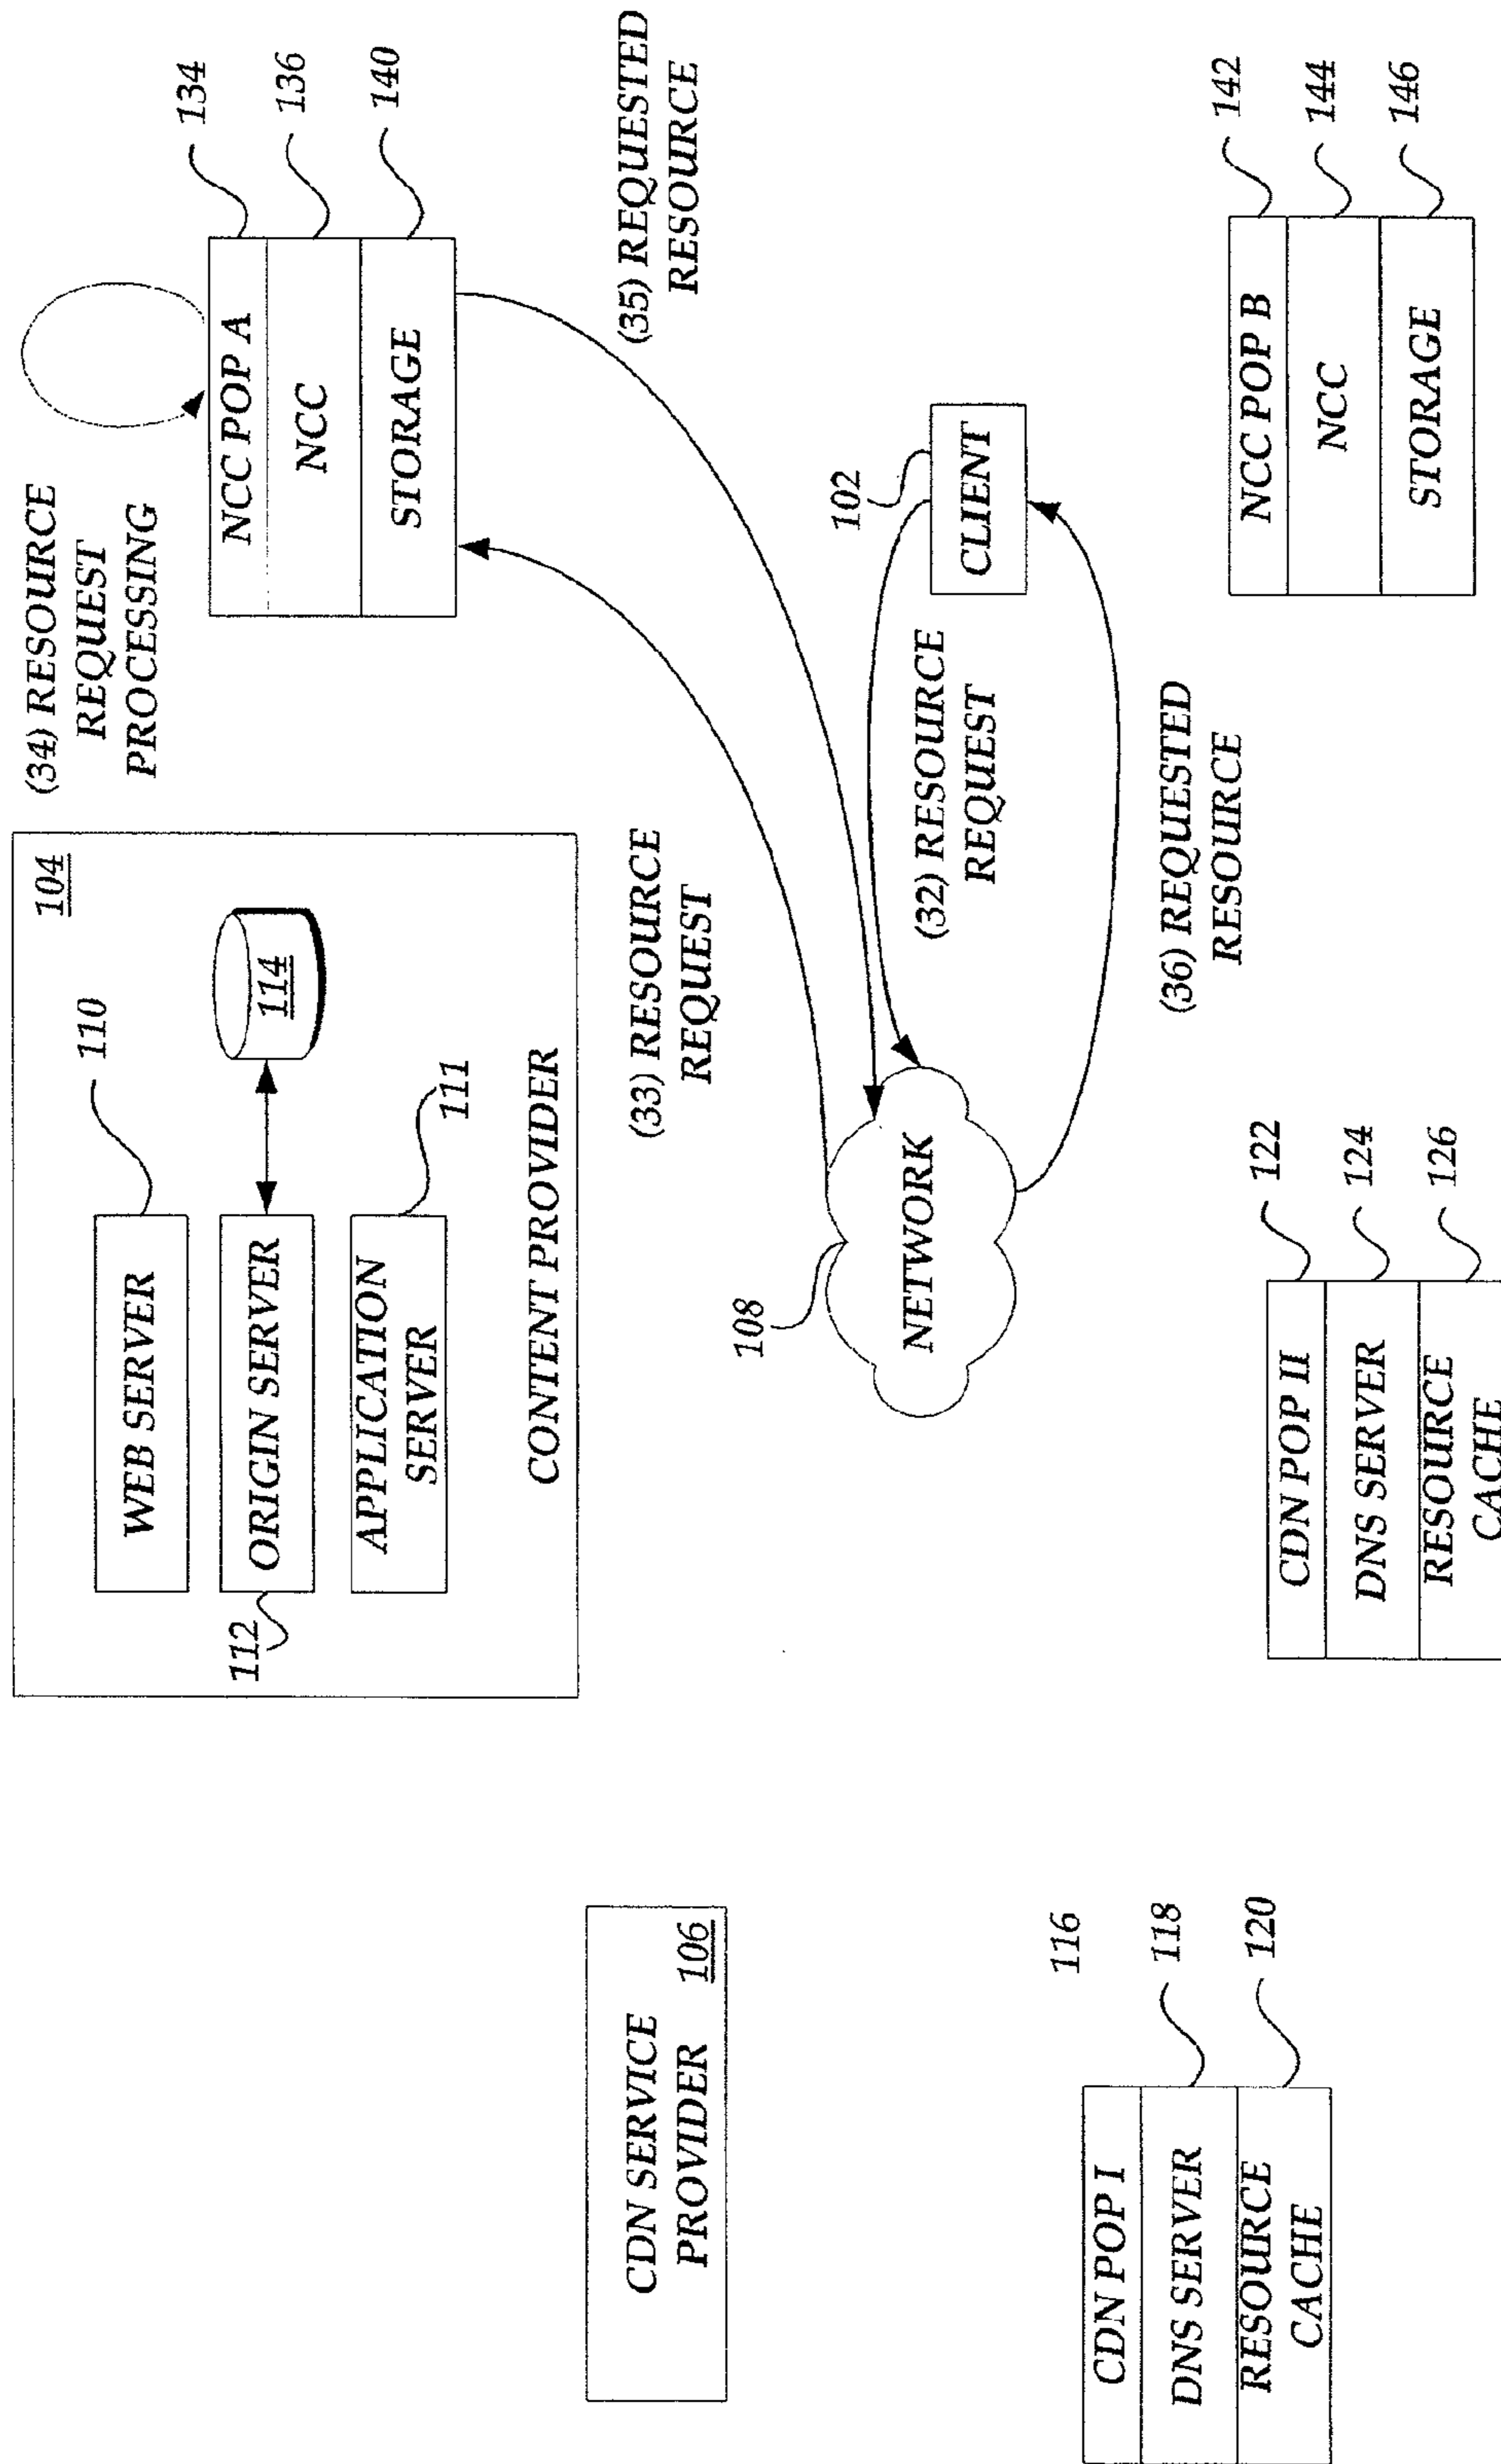 104
WEB SERVER
110
ORIGIN SERVER
112
114
APPLICATION
SERVER
111
CONTENT PROVIDER
(34) RESOURCE
REQUEST
PROCESSING
NCC POP A
134
NCC
136
STORAGE
140
CDN SERVICE
PROVIDER 106
(33) RESOURCE
REQUEST
(35) REQUESTED
RESOURCE
108
NETWORK
102
CLIENT
(32) RESOURCE
REQUEST
(36) REQUESTED
RESOURCE
CDN POP I
116
DNS SERVER
118
RESOURCE
CACHE
120
CDN POP II
122
DNS SERVER
124
RESOURCE
CACHE
126
NCC POP B
142
NCC
144
STORAGE
146